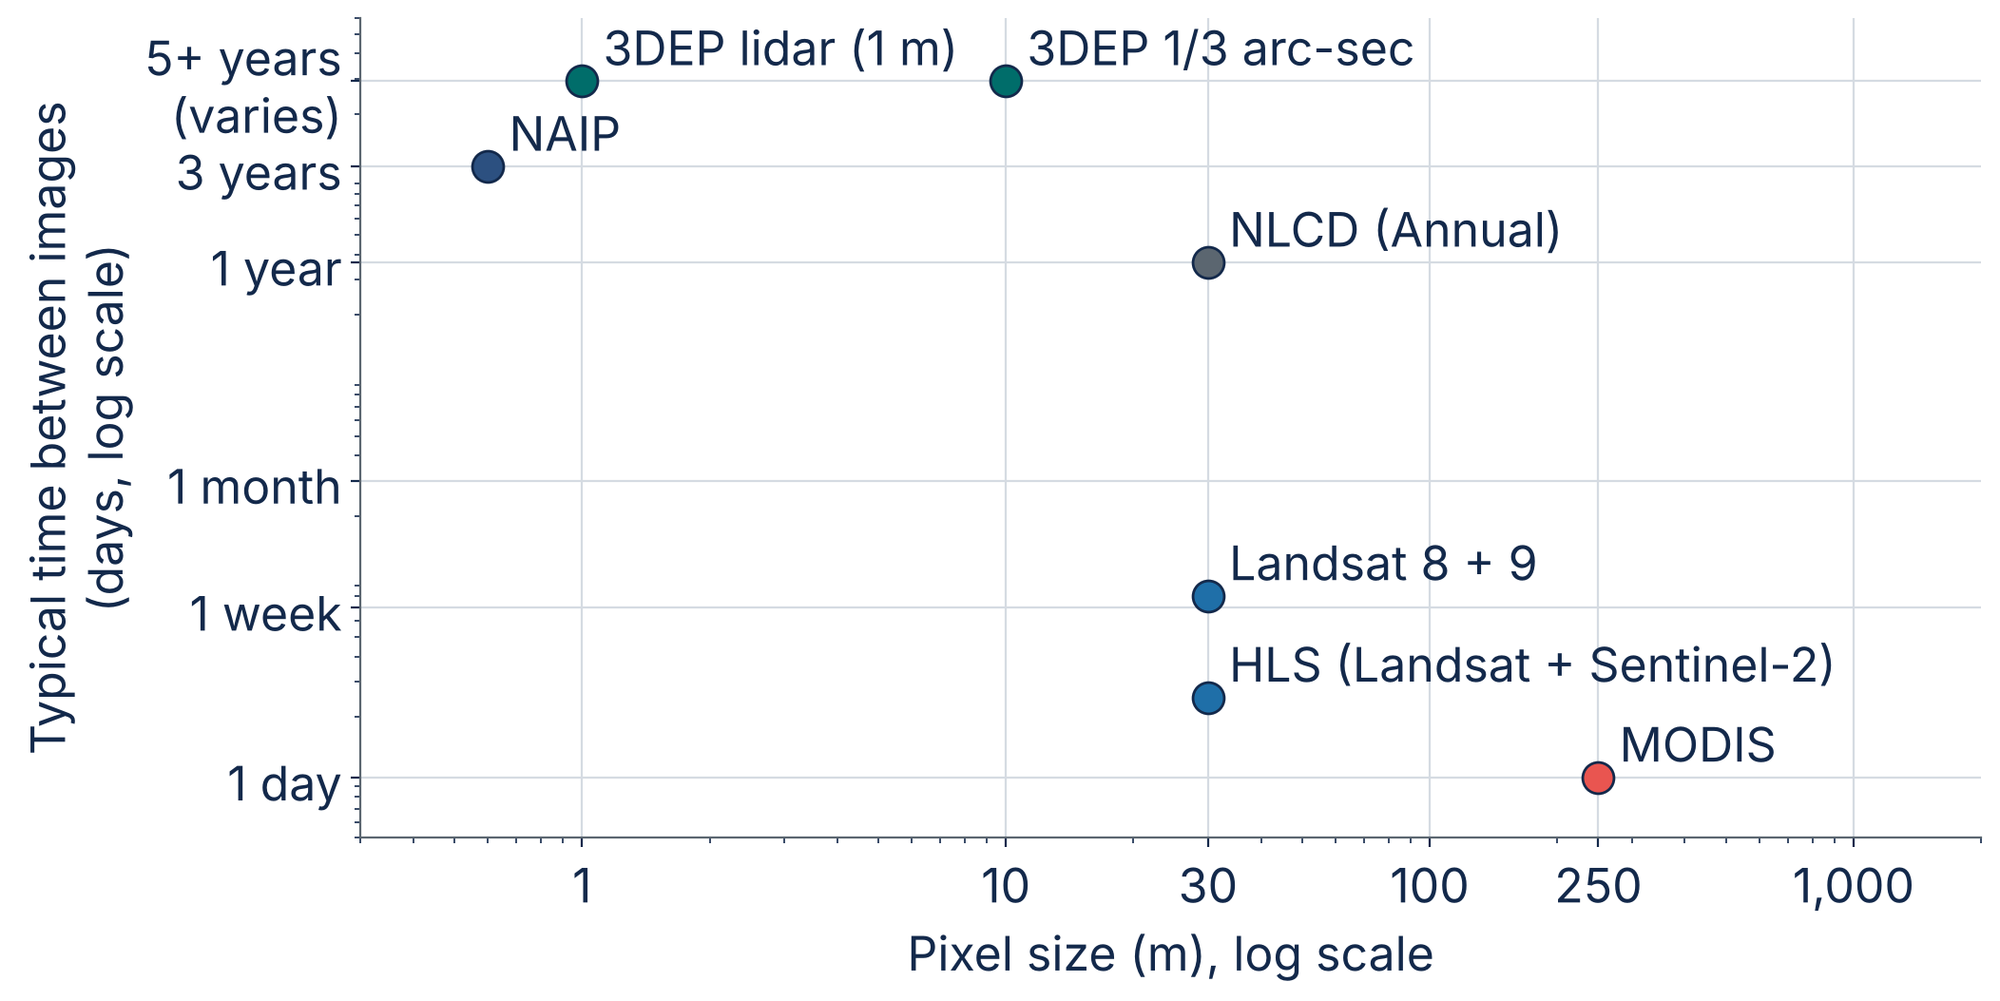 3DEP lidar (1 m)
3DEP 1/3 arc-sec
5+ years
(varies)
NAIP
3 years
NLCD (Annual)
1 year
1 month
Landsat 8 + 9
1 week
HLS (Landsat + Sentinel-2)
MODIS
1 day
Typical time between images
(days, log scale)
1
10
30
100
250
1,000
Pixel size (m), log scale